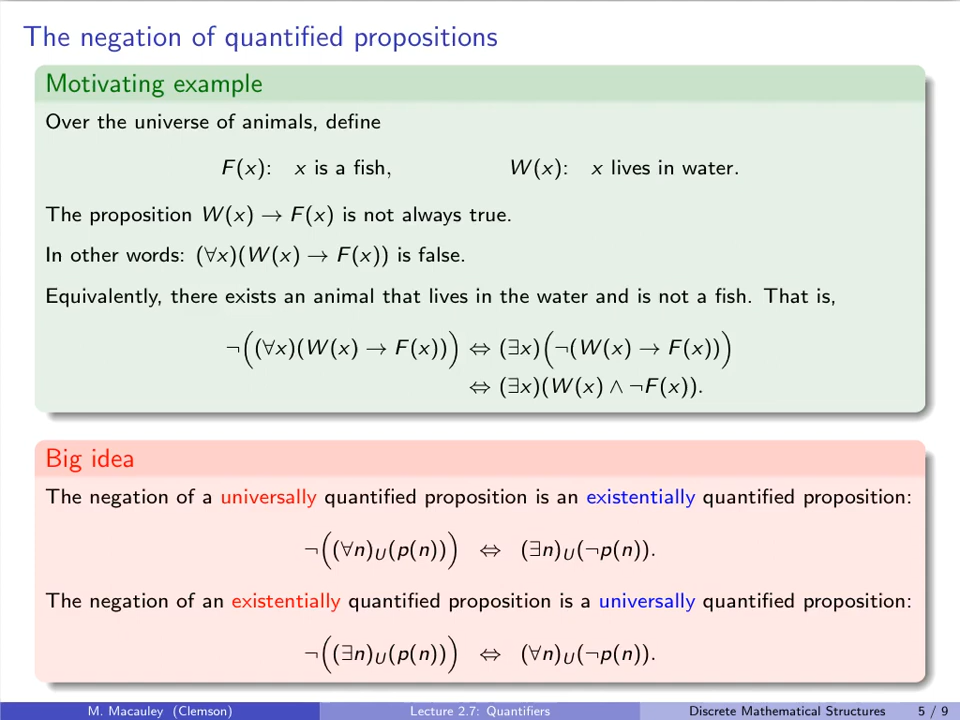 The negation of quantified propositions
Motivating example
Over the universe of animals, define
F(x): x is a fish, W(x): x lives in water.
The proposition W(x) → F(x) is not always true.
In other words: (∀x)(W(x) → F(x)) is false.
Equivalently, there exists an animal that lives in the water and is not a fish. That is,
¬((∀x)(W(x) → F(x))) ⇔ (∃x)(¬(W(x) → F(x)))
⇔ (∃x)(W(x) ∧ ¬F(x)).
Big idea
The negation of a universally quantified proposition is an existentially quantified proposition:
¬((∀n)_U(p(n))) ⇔ (∃n)_U(¬p(n)).
The negation of an existentially quantified proposition is a universally quantified proposition:
¬((∃n)_U(p(n))) ⇔ (∀n)_U(¬p(n)).
M. Macauley (Clemson) Lecture 2.7: Quantifiers Discrete Mathematical Structures 5 / 9